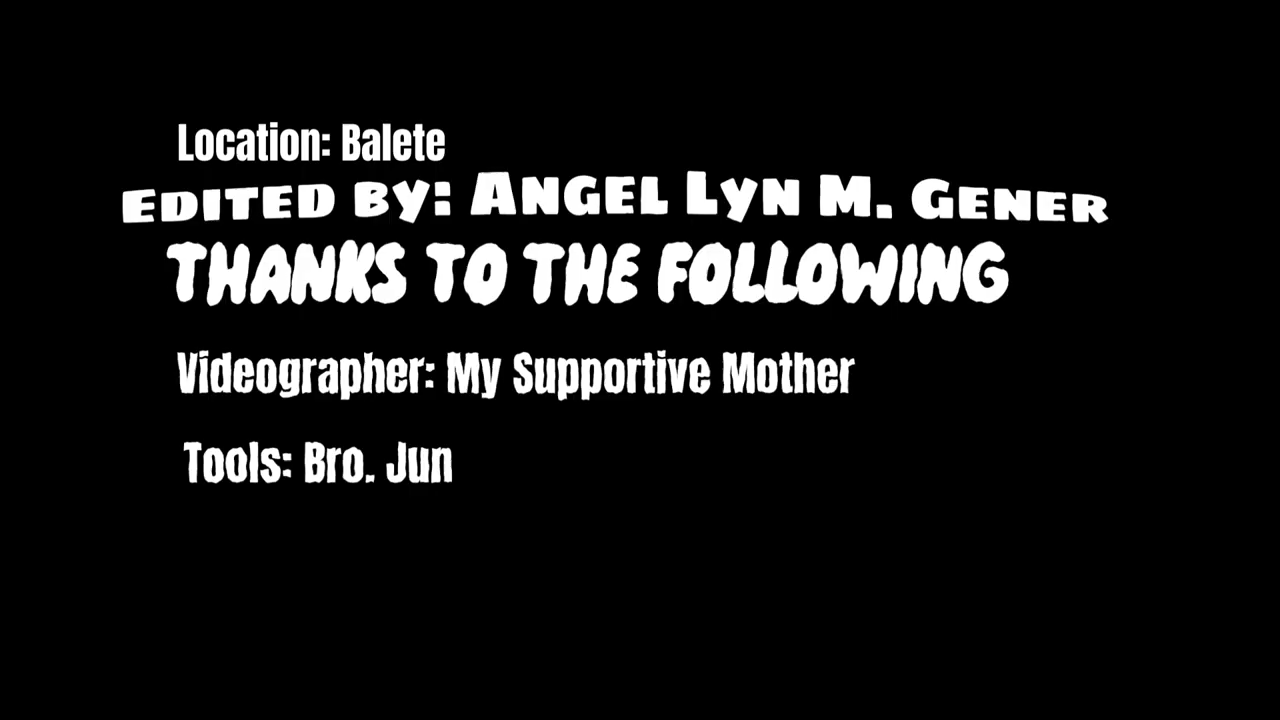 Location: Balete
EDITED BY: ANGEL LYN M. GENER
THANKS TO THE FOLLOWING
Videographer: My Supportive Mother
Tools: Bro. Jun